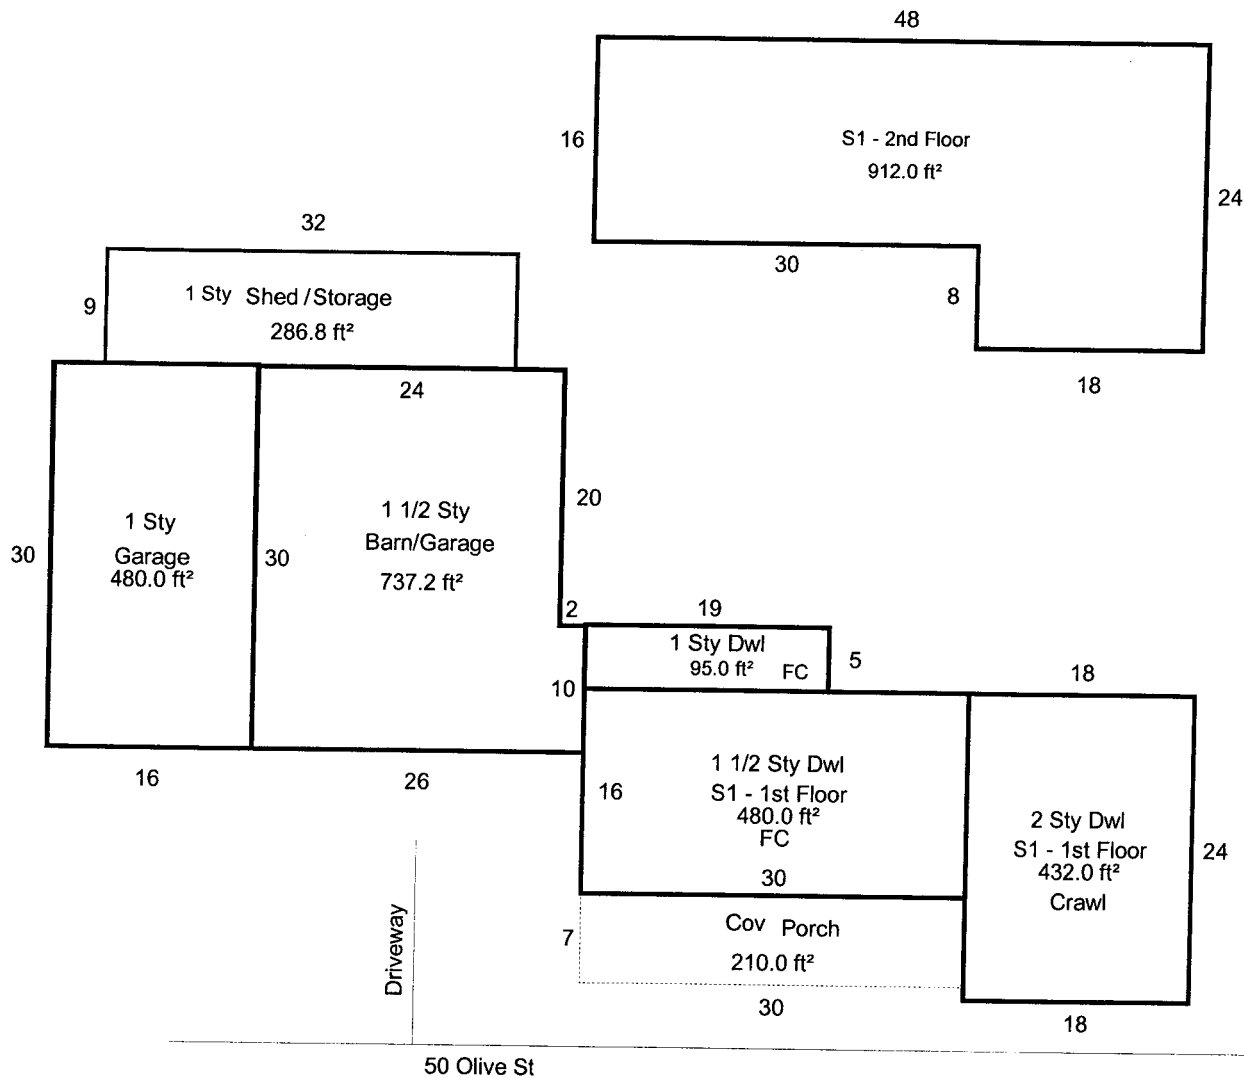 48
16
S1 - 2nd Floor
912.0 ft²
24
30
8
18
32
9
1 Sty Shed / Storage
286.8 ft²
24
20
1 Sty
Garage
480.0 ft²
30
30
1 1/2 Sty
Barn/Garage
737.2 ft²
2
19
1 Sty Dwl
95.0 ft² FC
5
10
18
16
26
16
1 1/2 Sty Dwl
S1 - 1st Floor
480.0 ft²
FC
30
2 Sty Dwl
S1 - 1st Floor
432.0 ft²
Crawl
24
7
Cov Porch
210.0 ft²
30
18
Driveway
50 Olive St